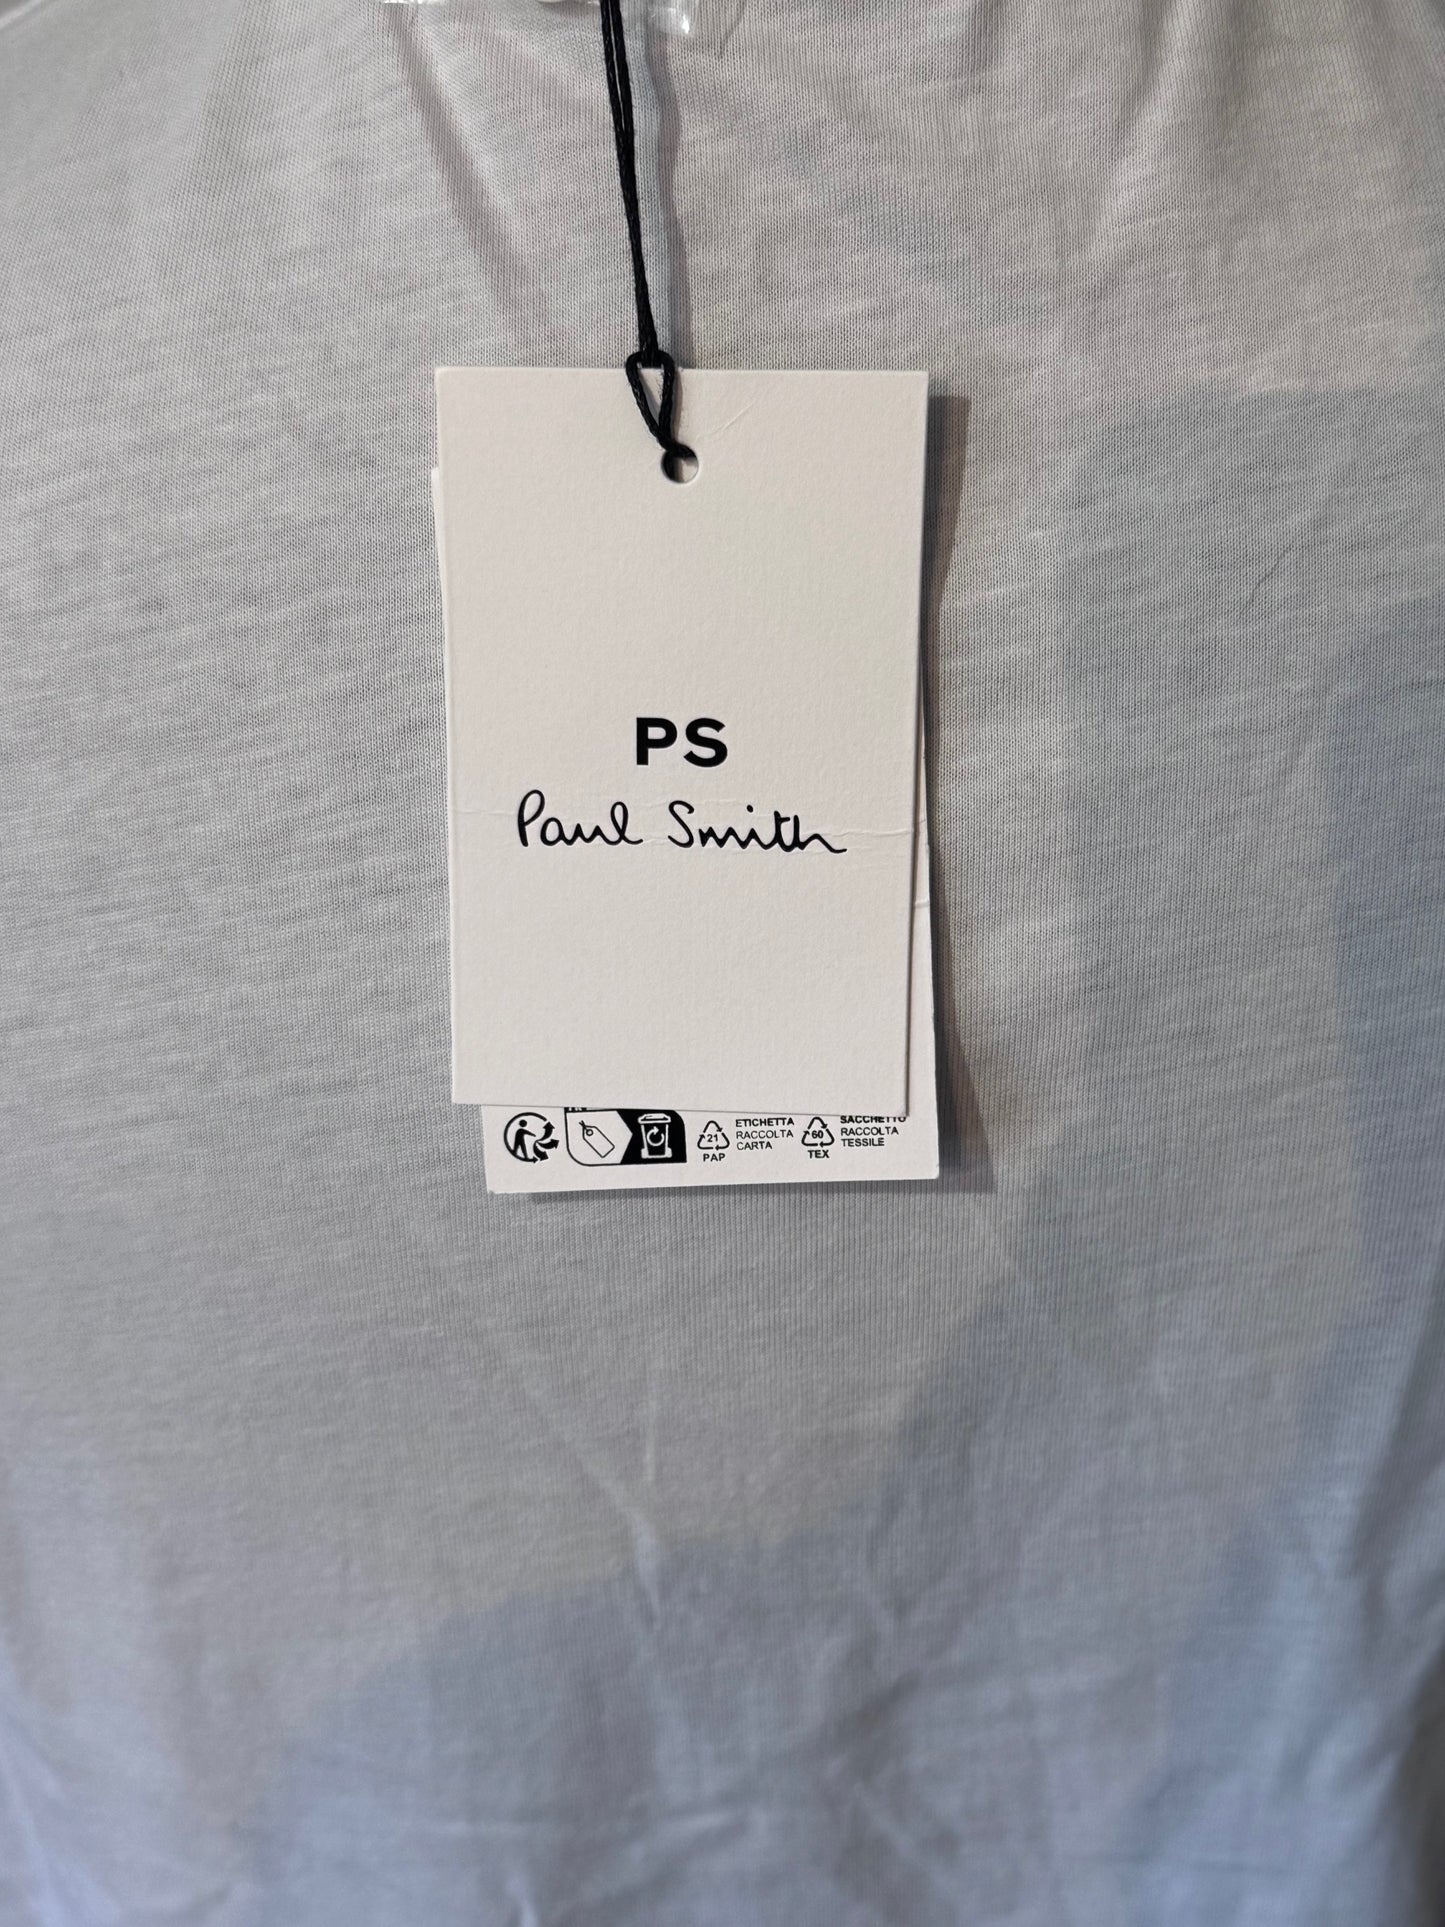 PS
Paul Smith
21
PAP
ETICHETTA
RACCOLTA
CARTA
60
TEX
SACCHETTO
RACCOLTA
TESSILE